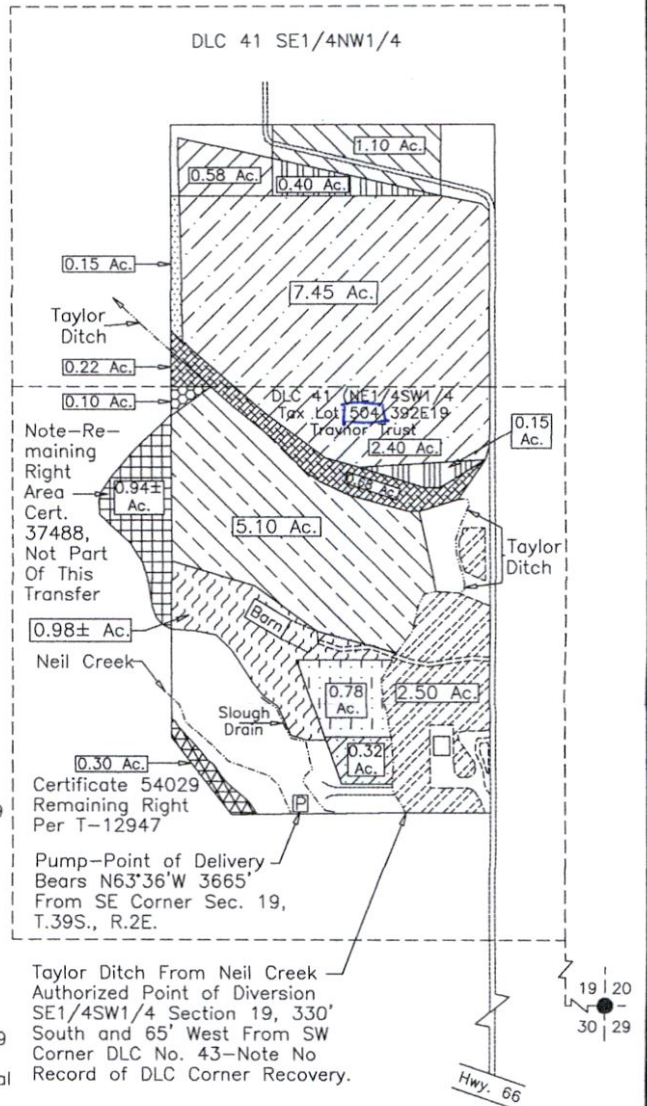 DLC 41 SE1/4NW1/4
1.10 Ac.
0.58 Ac.
0.40 Ac.
0.15 Ac.
7.45 Ac.
Taylor
Ditch
0.22 Ac.
0.10 Ac.
DLC 41 (NE1/4SW1/4
Tax Lot 504 392E19
Traynor Trust
2.40 Ac.
0.15
Ac.
Note-Re-
maining
Right
Area
Cert.
37488,
Not Part
Of This
Transfer
0.94±
Ac.
5.10 Ac.
Taylor
Ditch
0.98± Ac.
Barn
Neil Creek
Slough
Drain
0.78
Ac.
2.50 Ac.
0.32
Ac.
0.30 Ac.
Certificate 54029
Remaining Right
Per T-12947
P
Pump-Point of Delivery
Bears N63°36'W 3665'
From SE Corner Sec. 19,
T.39S., R.2E.
Taylor Ditch From Neil Creek
Authorized Point of Diversion
SE1/4SW1/4 Section 19, 330'
South and 65' West From SW
Corner DLC No. 43-Note No
Record of DLC Corner Recovery.
19 20
30 29
Hwy. 66
9
9
al